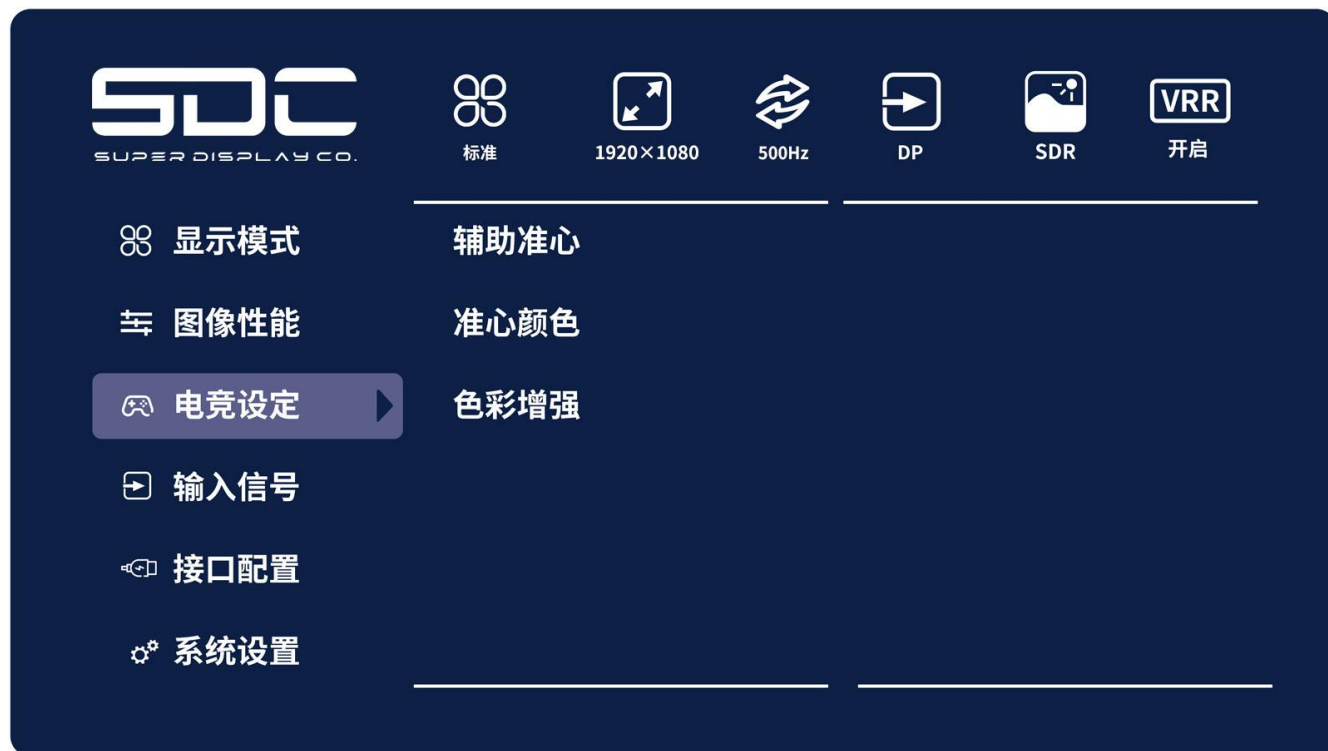 SDC
SUPER DISPLAY CO.
标准
1920×1080
500Hz
DP
SDR
VRR
开启
显示模式
图像性能
电竞设定
输入信号
接口配置
系统设置
辅助准心
准心颜色
色彩增强